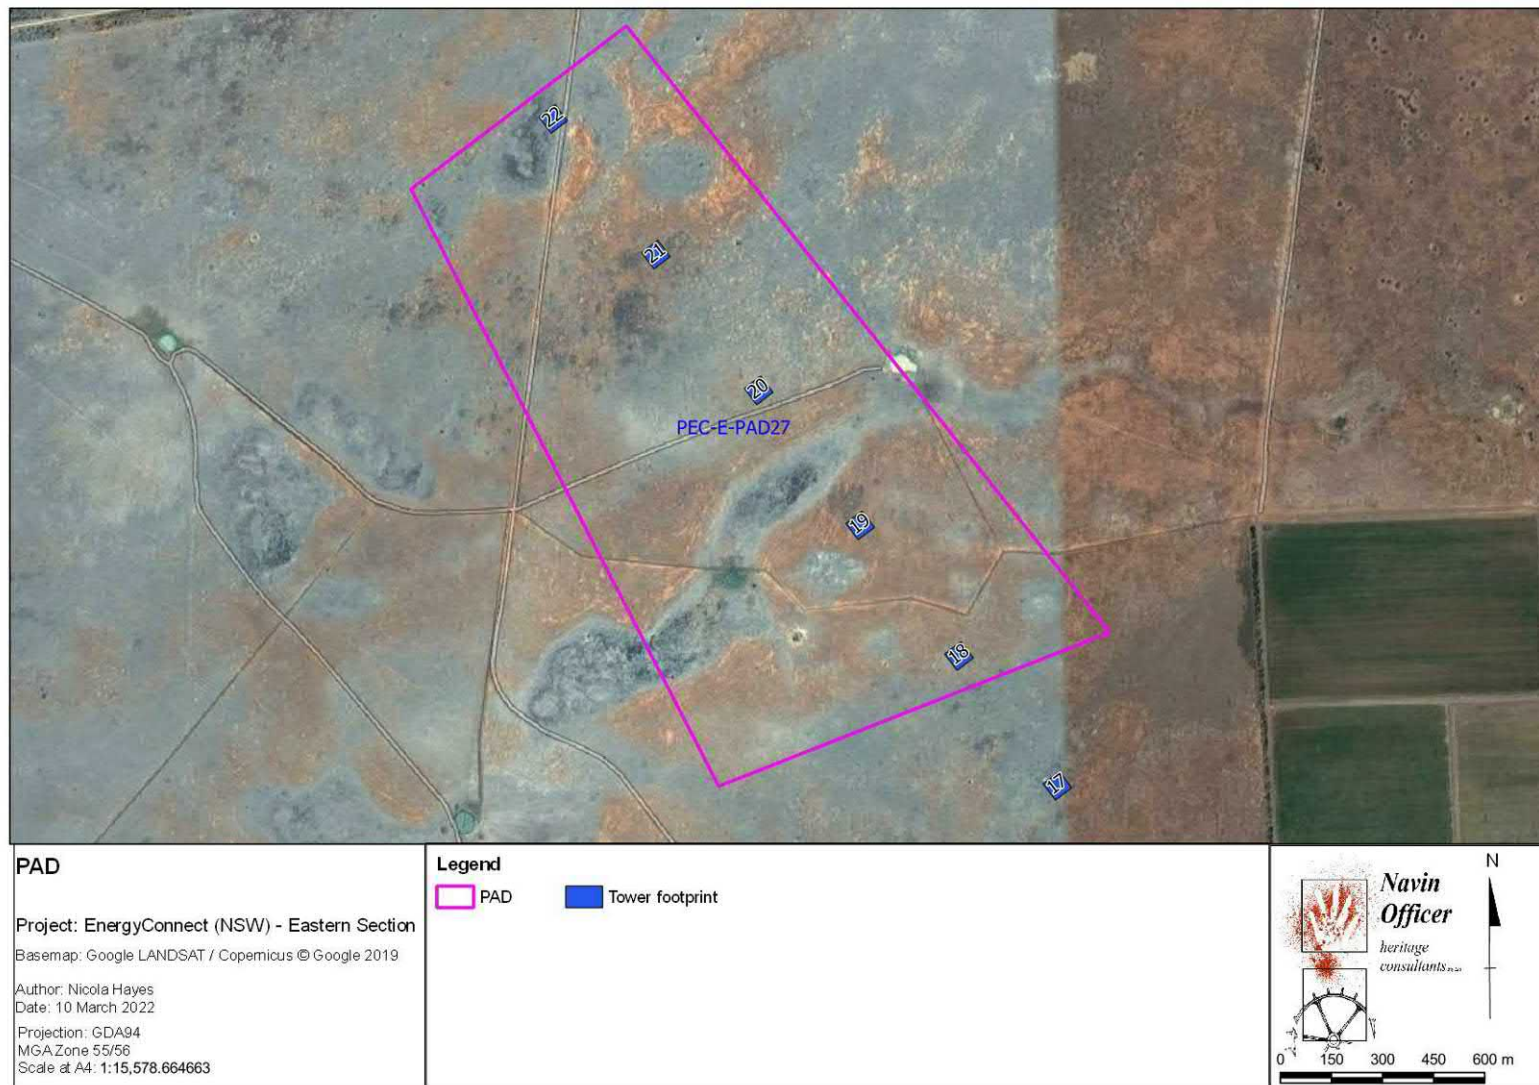 22
21
20
PEC-E-PAD27
19
18
17
PAD
Project: EnergyConnect (NSW) - Eastern Section
Basemap: Google LANDSAT / Copernicus © Google 2019
Author: Nicola Hayes
Date: 10 March 2022
Projection: GDA94
MGA Zone 55/56
Scale at A4: 1:15,578.664663
Legend
PAD
Tower footprint
Navin
Officer
heritage
consultants
N
0 150 300 450 600 m